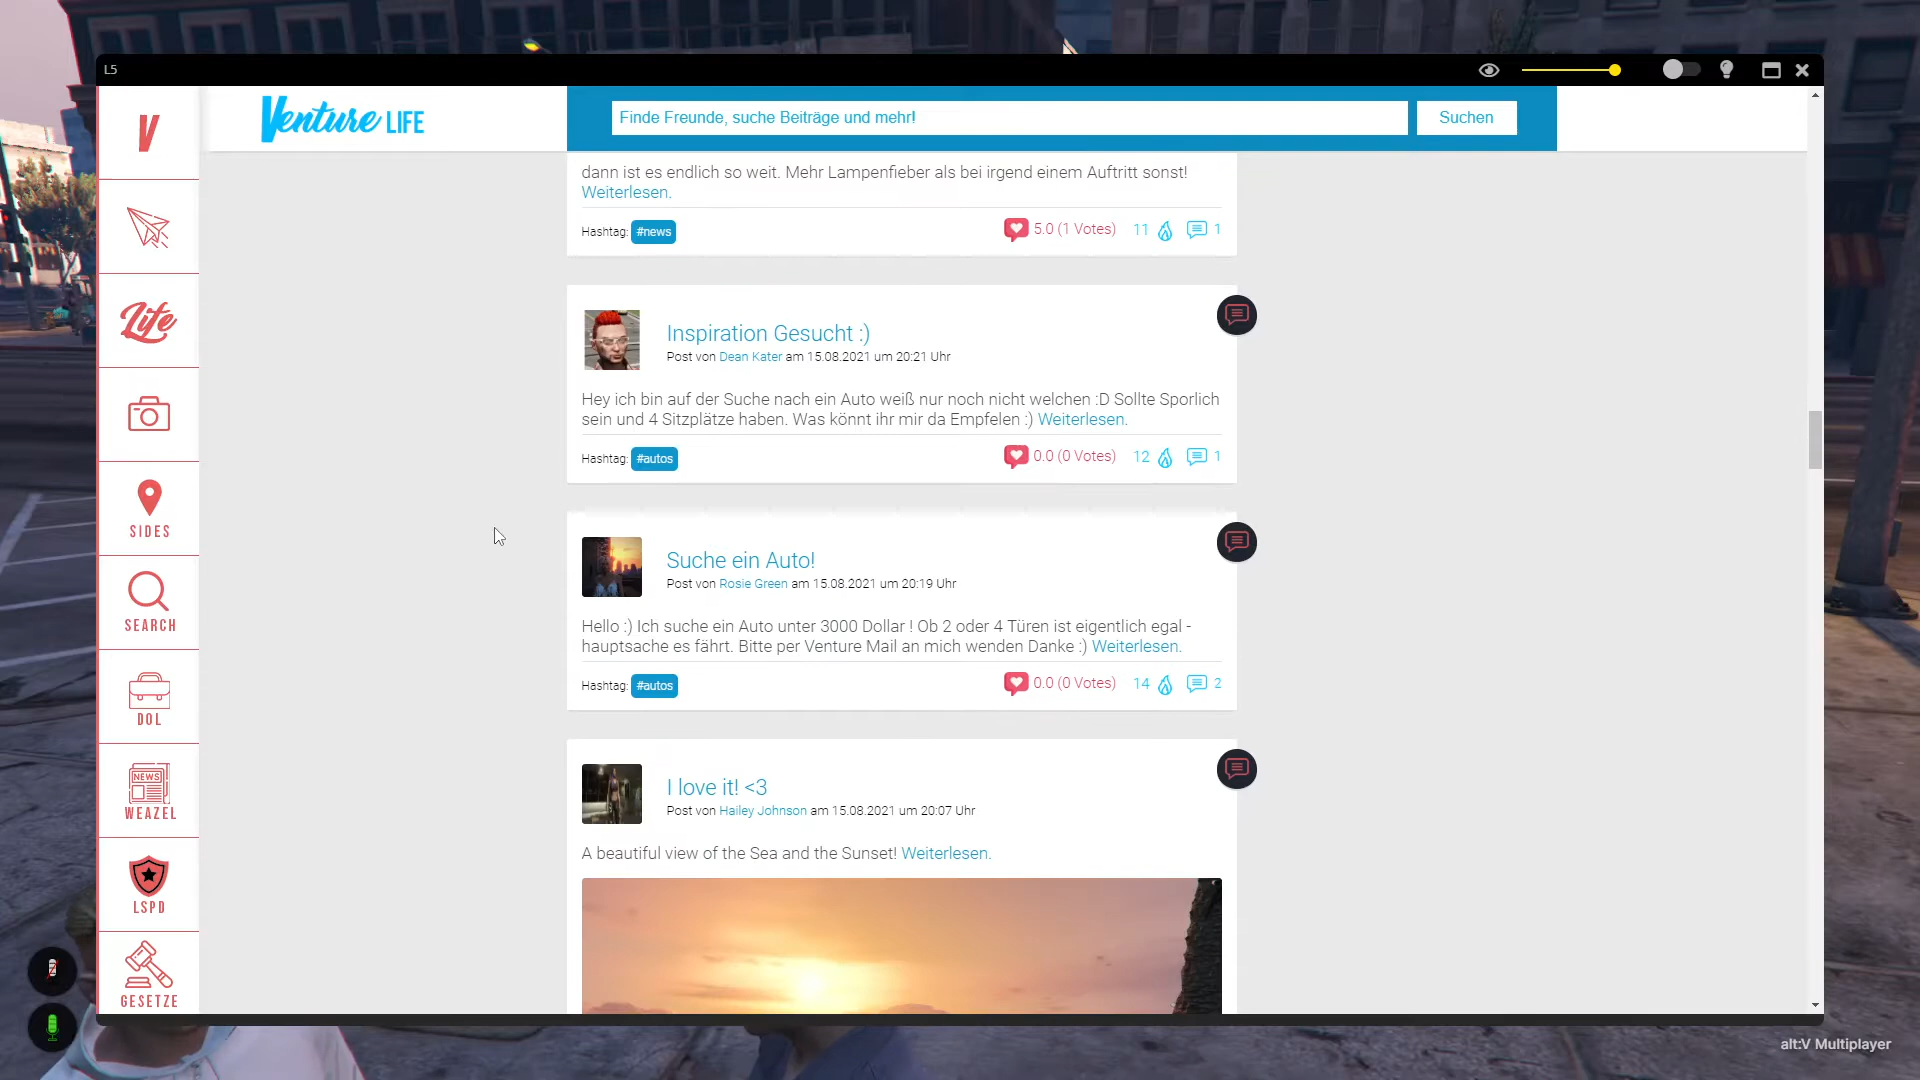 L5
Venture LIFE
Finde Freunde, suche Beiträge und mehr!
Suchen
V
Life
SIDES
SEARCH
DOL
NEWS
WEAZEL
LSPD
GESETZE
dann ist es endlich so weit. Mehr Lampenfieber als bei irgend einem Auftritt sonst!
Weiterlesen.
Hashtag: #news 5.0 (1 Votes) 11 1
Inspiration Gesucht :)
Post von Dean Kater am 15.08.2021 um 20:21 Uhr
Hey ich bin auf der Suche nach ein Auto weiß nur noch nicht welchen :D Sollte Sporlich
sein und 4 Sitzplätze haben. Was könnt ihr mir da Empfelen :) Weiterlesen.
Hashtag: #autos 0.0 (0 Votes) 12 1
Suche ein Auto!
Post von Rosie Green am 15.08.2021 um 20:19 Uhr
Hello :) Ich suche ein Auto unter 3000 Dollar ! Ob 2 oder 4 Türen ist eigentlich egal -
hauptsache es fährt. Bitte per Venture Mail an mich wenden Danke :) Weiterlesen.
Hashtag: #autos 0.0 (0 Votes) 14 2
I love it! <3
Post von Hailey Johnson am 15.08.2021 um 20:07 Uhr
A beautiful view of the Sea and the Sunset! Weiterlesen.
alt:V Multiplayer